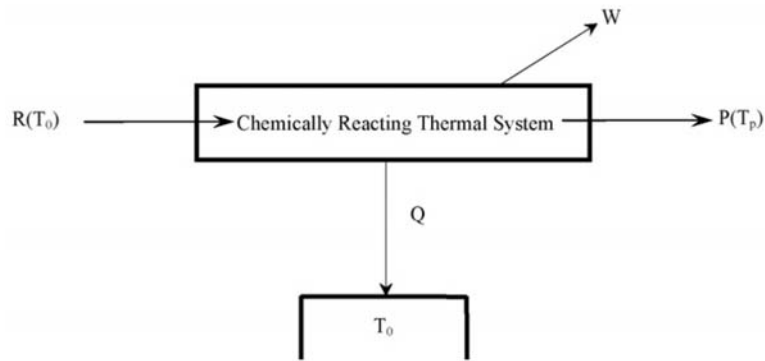 W
R(T₀)
Chemically Reacting Thermal System
P(Tₚ)
Q
T₀